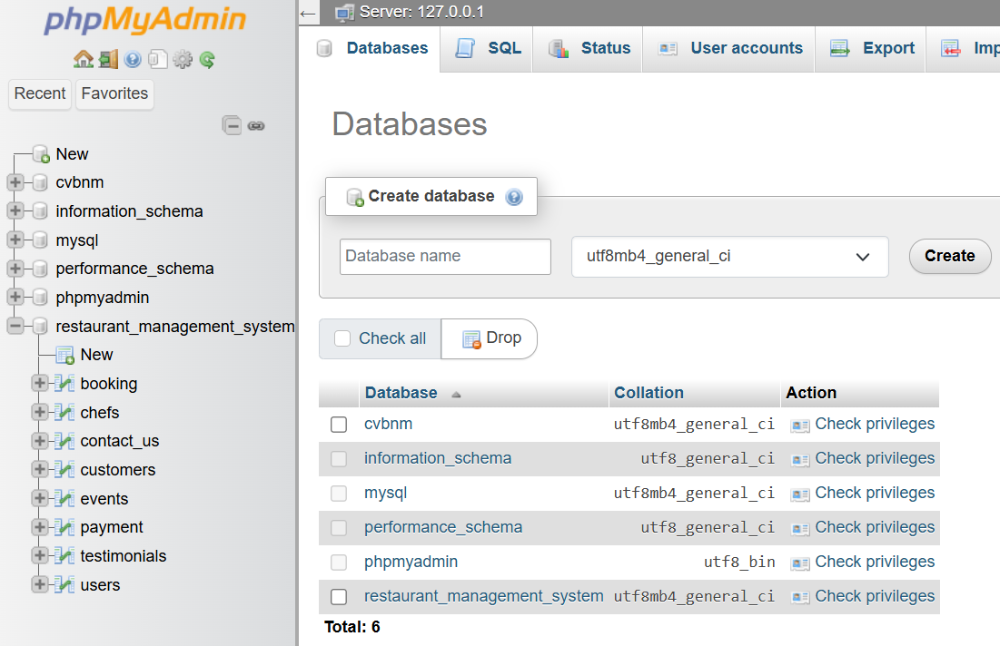 phpMyAdmin
Recent Favorites
New
cvbnm
information_schema
mysql
performance_schema
phpmyadmin
restaurant_management_system
New
booking
chefs
contact_us
customers
events
payment
testimonials
users
Server: 127.0.0.1
Databases SQL Status User accounts Export Imp
Databases
Create database
Database name utf8mb4_general_ci Create
Check all Drop
Database Collation Action
cvbnm utf8mb4_general_ci Check privileges
information_schema utf8_general_ci Check privileges
mysql utf8mb4_general_ci Check privileges
performance_schema utf8_general_ci Check privileges
phpmyadmin utf8_bin Check privileges
restaurant_management_system utf8mb4_general_ci Check privileges
Total: 6